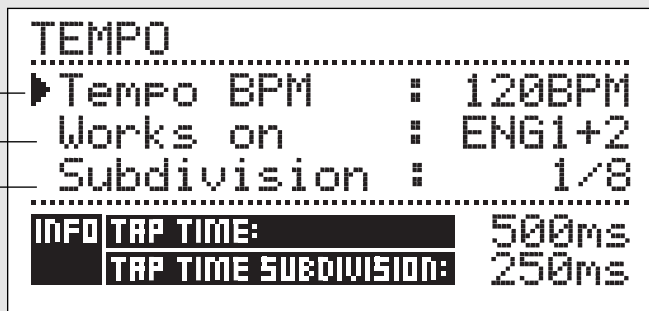 TEMPO
Tempo BPM : 120BPM
Works on : ENG1+2
Subdivision : 1/8
INFO TAP TIME: 500ms
TAP TIME SUBDIVISION: 250ms